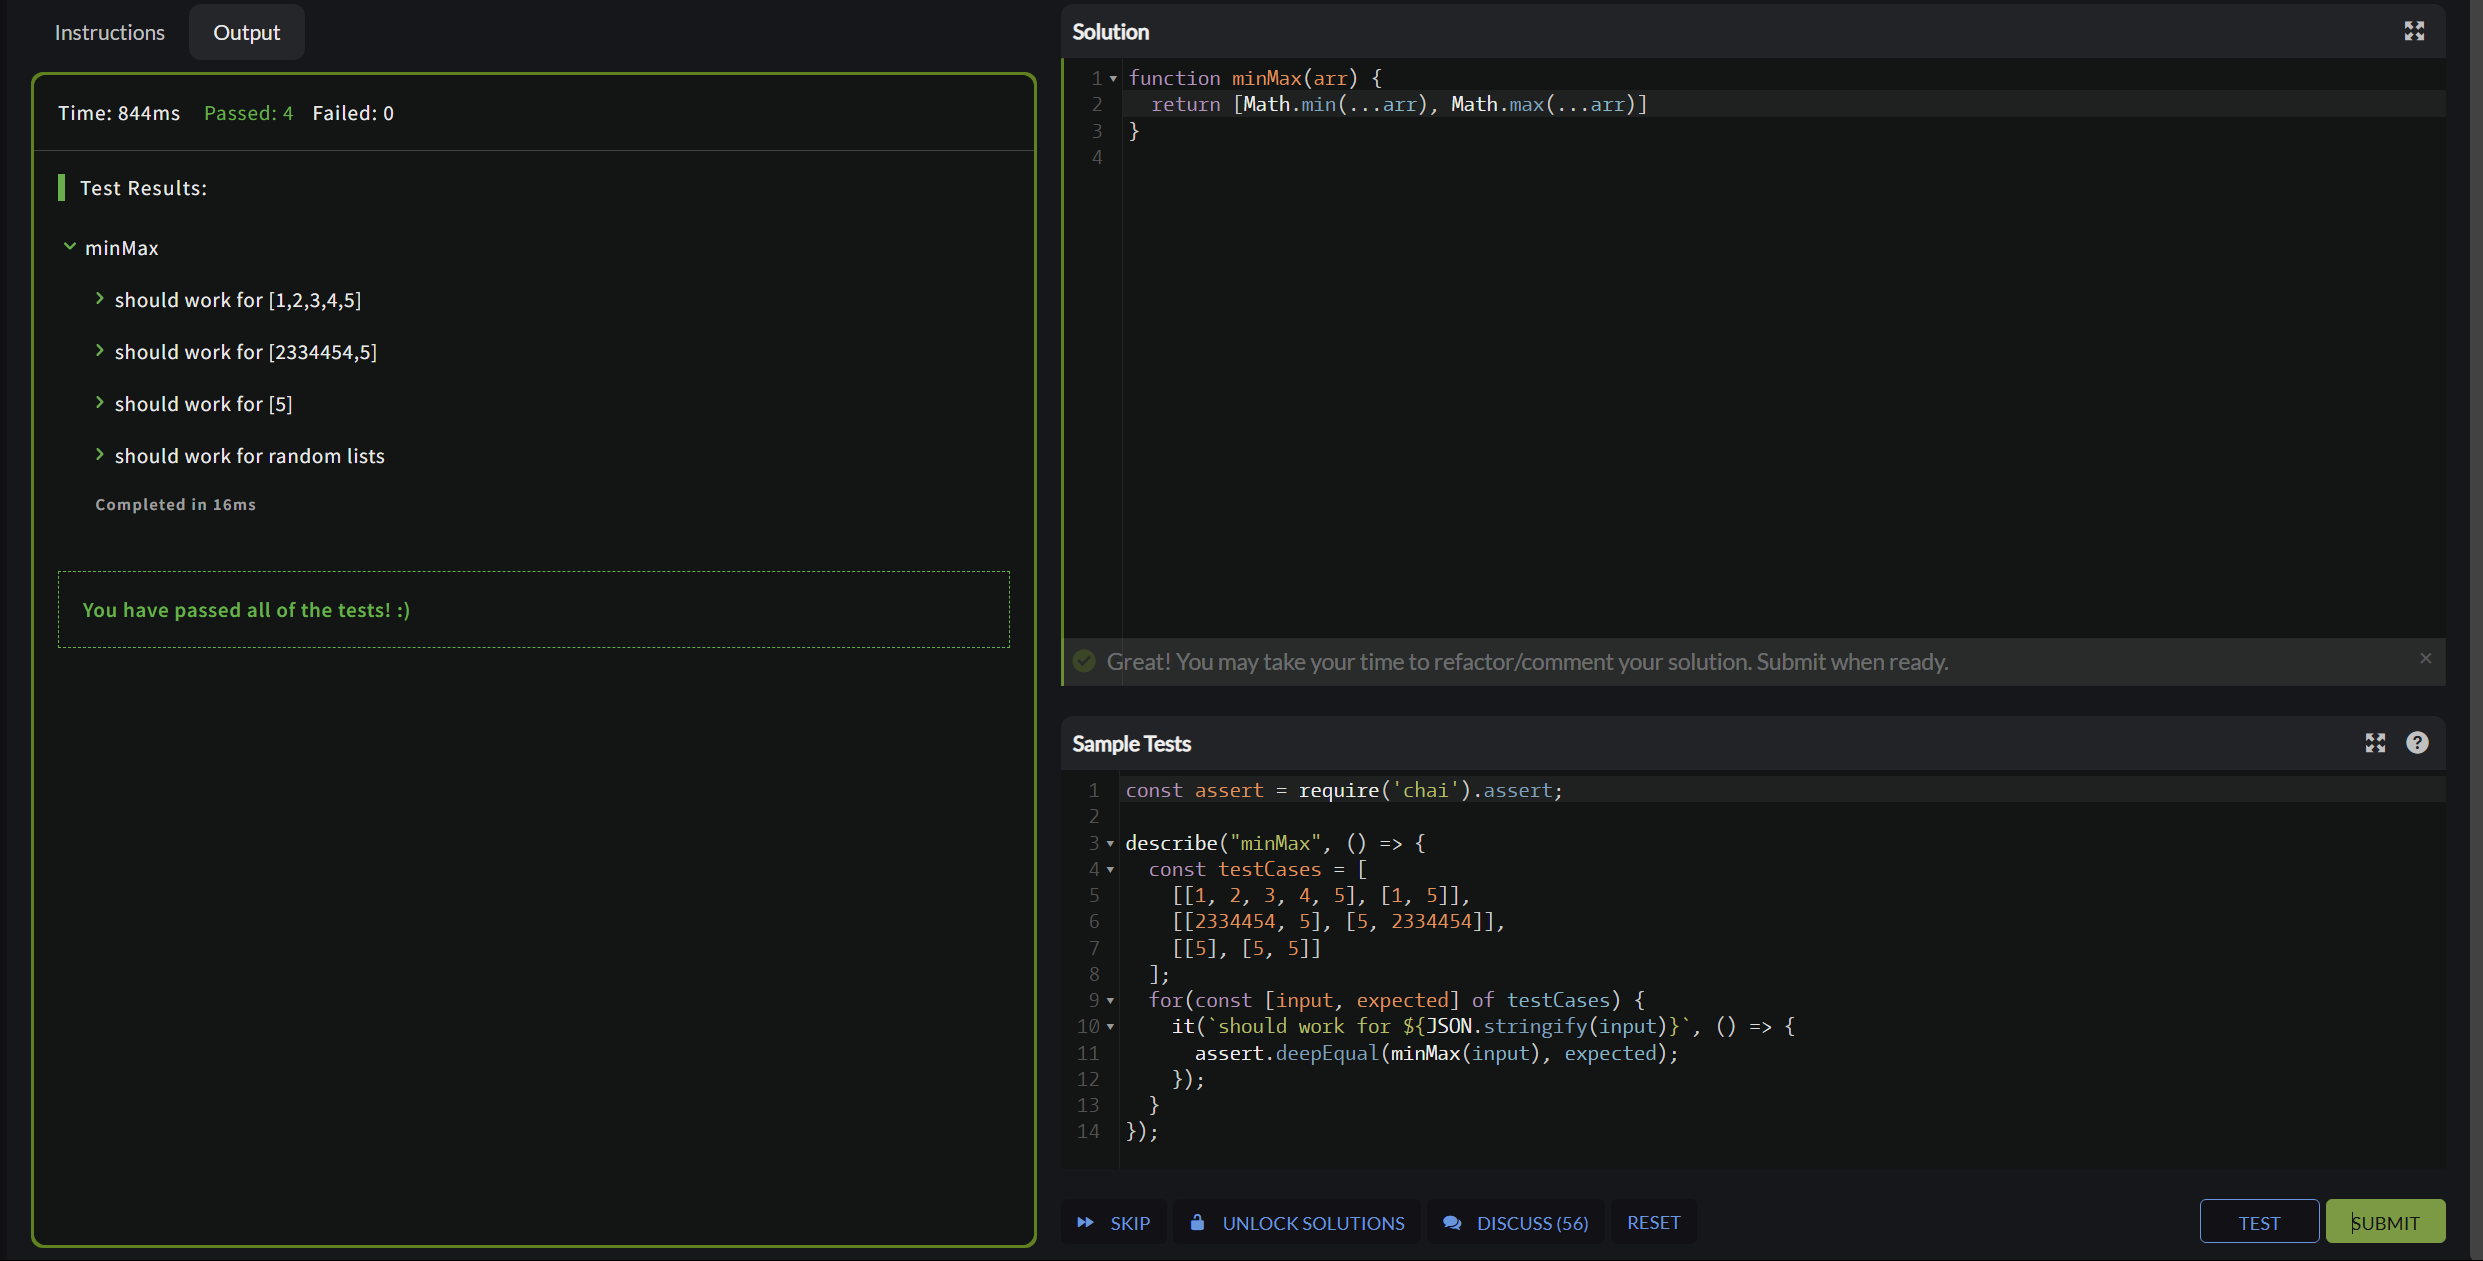 Instructions
Output
Time: 844ms Passed: 4 Failed: 0
Test Results:
minMax
should work for [1,2,3,4,5]
should work for [2334454,5]
should work for [5]
should work for random lists
Completed in 16ms
You have passed all of the tests! :)
Solution
1 function minMax(arr) {
2   return [Math.min(...arr), Math.max(...arr)]
3 }
4
Great! You may take your time to refactor/comment your solution. Submit when ready.
Sample Tests
1 const assert = require('chai').assert;
2
3 describe("minMax", () => {
4   const testCases = [
5     [[1, 2, 3, 4, 5], [1, 5]],
6     [[2334454, 5], [5, 2334454]],
7     [[5], [5, 5]]
8   ];
9   for(const [input, expected] of testCases) {
10     it(`should work for ${JSON.stringify(input)}`, () => {
11       assert.deepEqual(minMax(input), expected);
12     });
13   }
14 });
SKIP
UNLOCK SOLUTIONS
DISCUSS (56)
RESET
TEST
SUBMIT